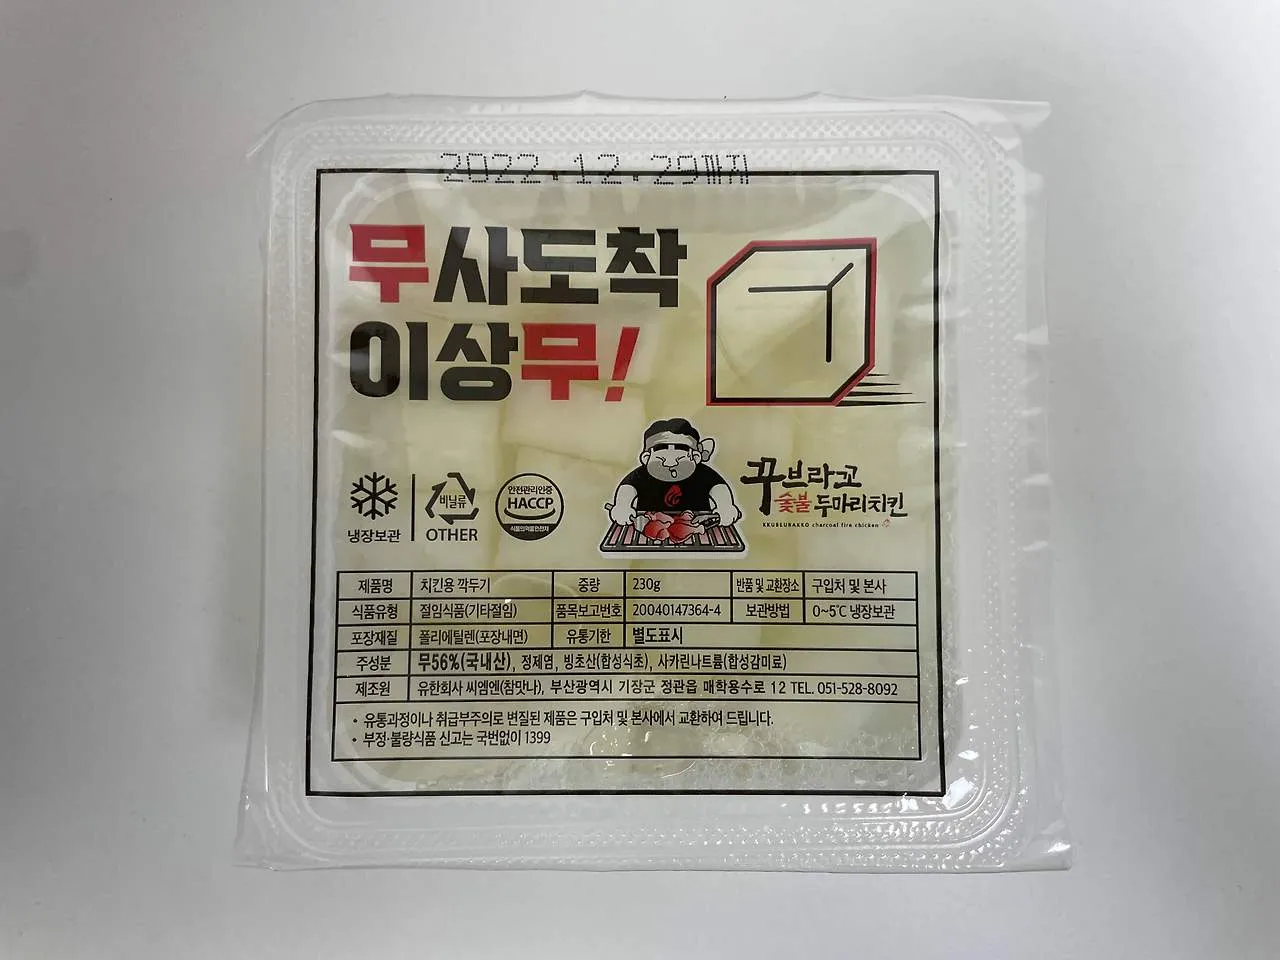 2022.12.29까지
무사도착
이상무!
냉장보관
비닐류
OTHER
안전관리인증
HACCP
식품의약품안전처
꾸브라꼬
숯불 두마리치킨
KKUBEURAKKO charcoal fire chicken
제품명 치킨용 깍두기 중량 230g 반품 및 교환장소 구입처 및 본사
식품유형 절임식품(기타절임) 품목보고번호 20040147364-4 보관방법 0~5℃ 냉장보관
포장재질 폴리에틸렌(포장내면) 유통기한 별도표시
주성분 무56%(국내산), 정제염, 빙초산(합성식초), 사카린나트륨(합성감미료)
제조원 유한회사 씨엠엔(참맛나), 부산광역시 기장군 정관읍 매학용수로 12 TEL. 051-528-8092
• 유통과정이나 취급부주의로 변질된 제품은 구입처 및 본사에서 교환하여 드립니다.
• 부정·불량식품 신고는 국번없이 1399